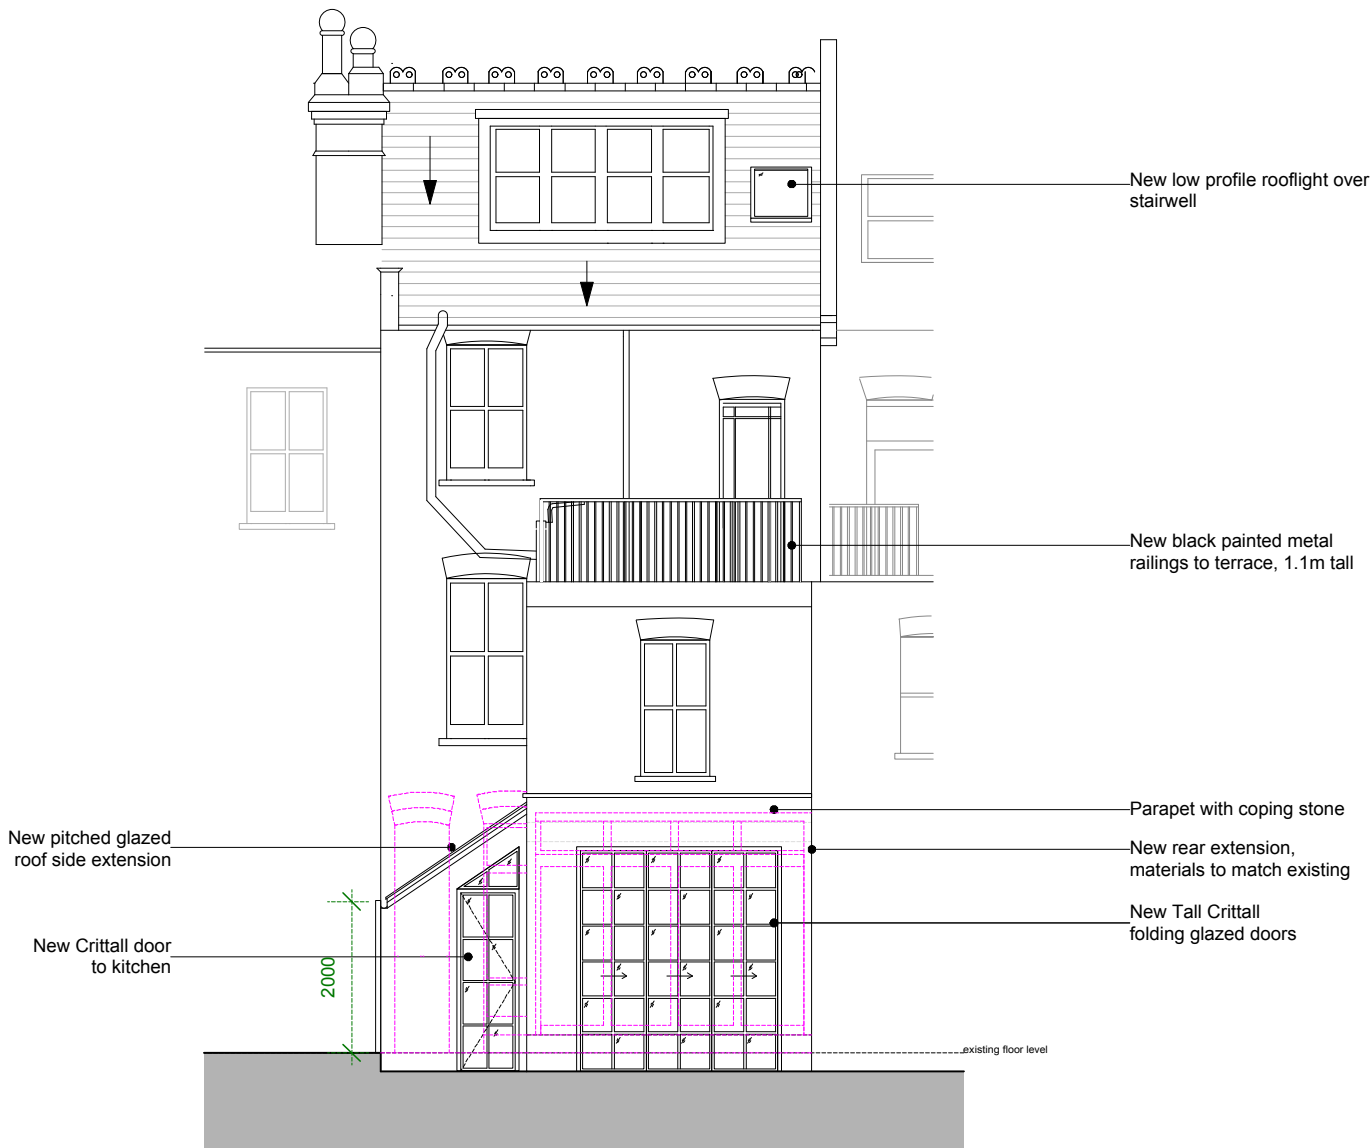 New low profile rooflight over
stairwell
New black painted metal
railings to terrace, 1.1m tall
Parapet with coping stone
New pitched glazed
roof side extension
New rear extension,
materials to match existing
New Tall Crittall
folding glazed doors
New Crittall door
to kitchen
2000
existing floor level